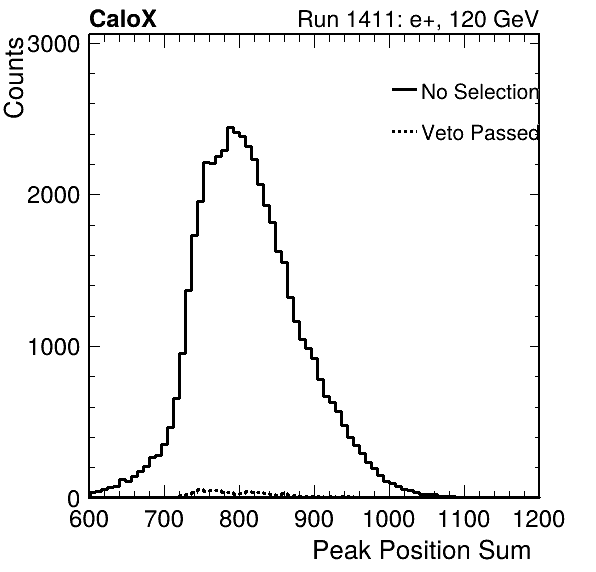 CaloX Run 1411: e+, 120 GeV
Counts
3000
No Selection
Veto Passed
2000
1000
0
600 700 800 900 1000 1100 1200
Peak Position Sum